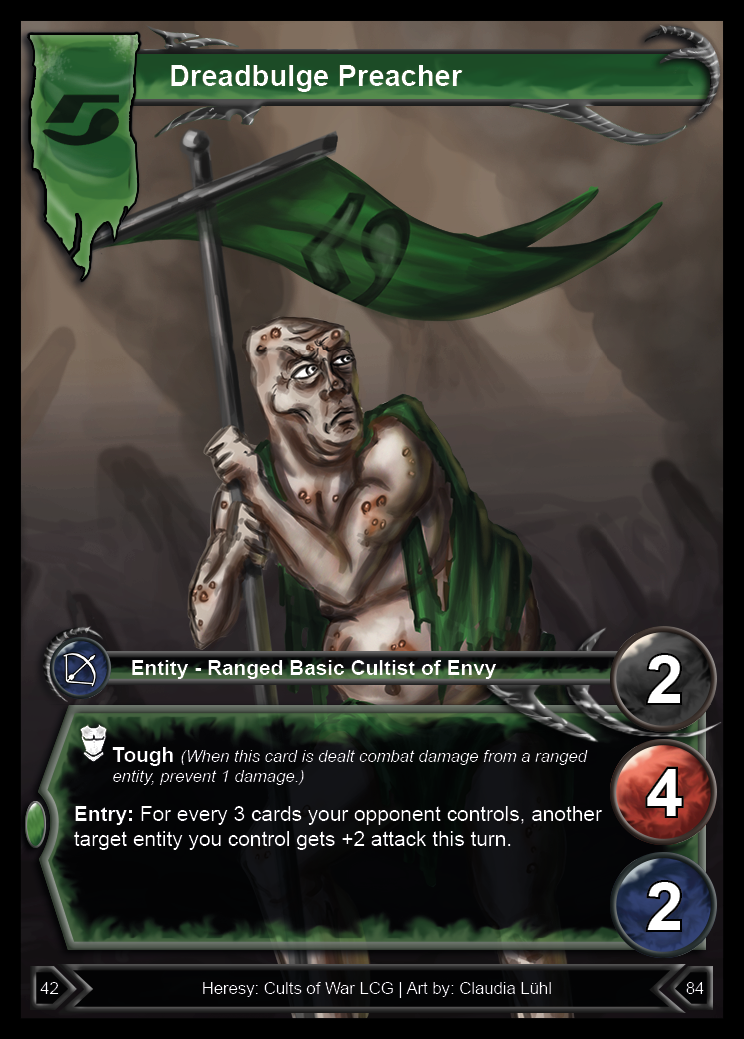 Dreadbulge Preacher
Entity - Ranged Basic Cultist of Envy
2
Tough (When this card is dealt combat damage from a ranged
entity, prevent 1 damage.)
4
Entry: For every 3 cards your opponent controls, another
target entity you control gets +2 attack this turn.
2
42
Heresy: Cults of War LCG | Art by: Claudia Lühl
84